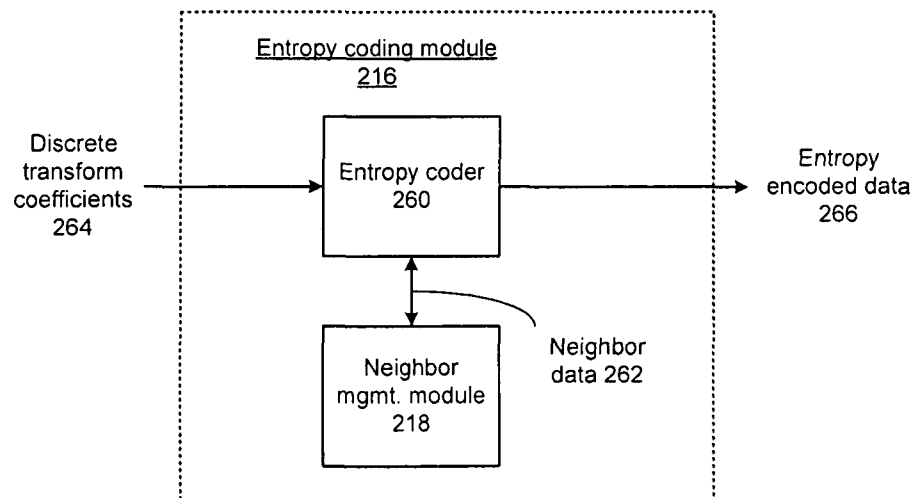 Entropy coding module
216
Discrete
transform
coefficients
264
Entropy coder
260
Entropy
encoded data
266
Neighbor
mgmt. module
218
Neighbor
data 262